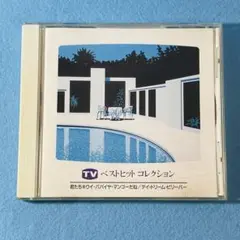 TV ベストヒット コレクション
君たちキウイ・パパイヤ・マンゴーだね/デイ・ドリーム・ビリーバー